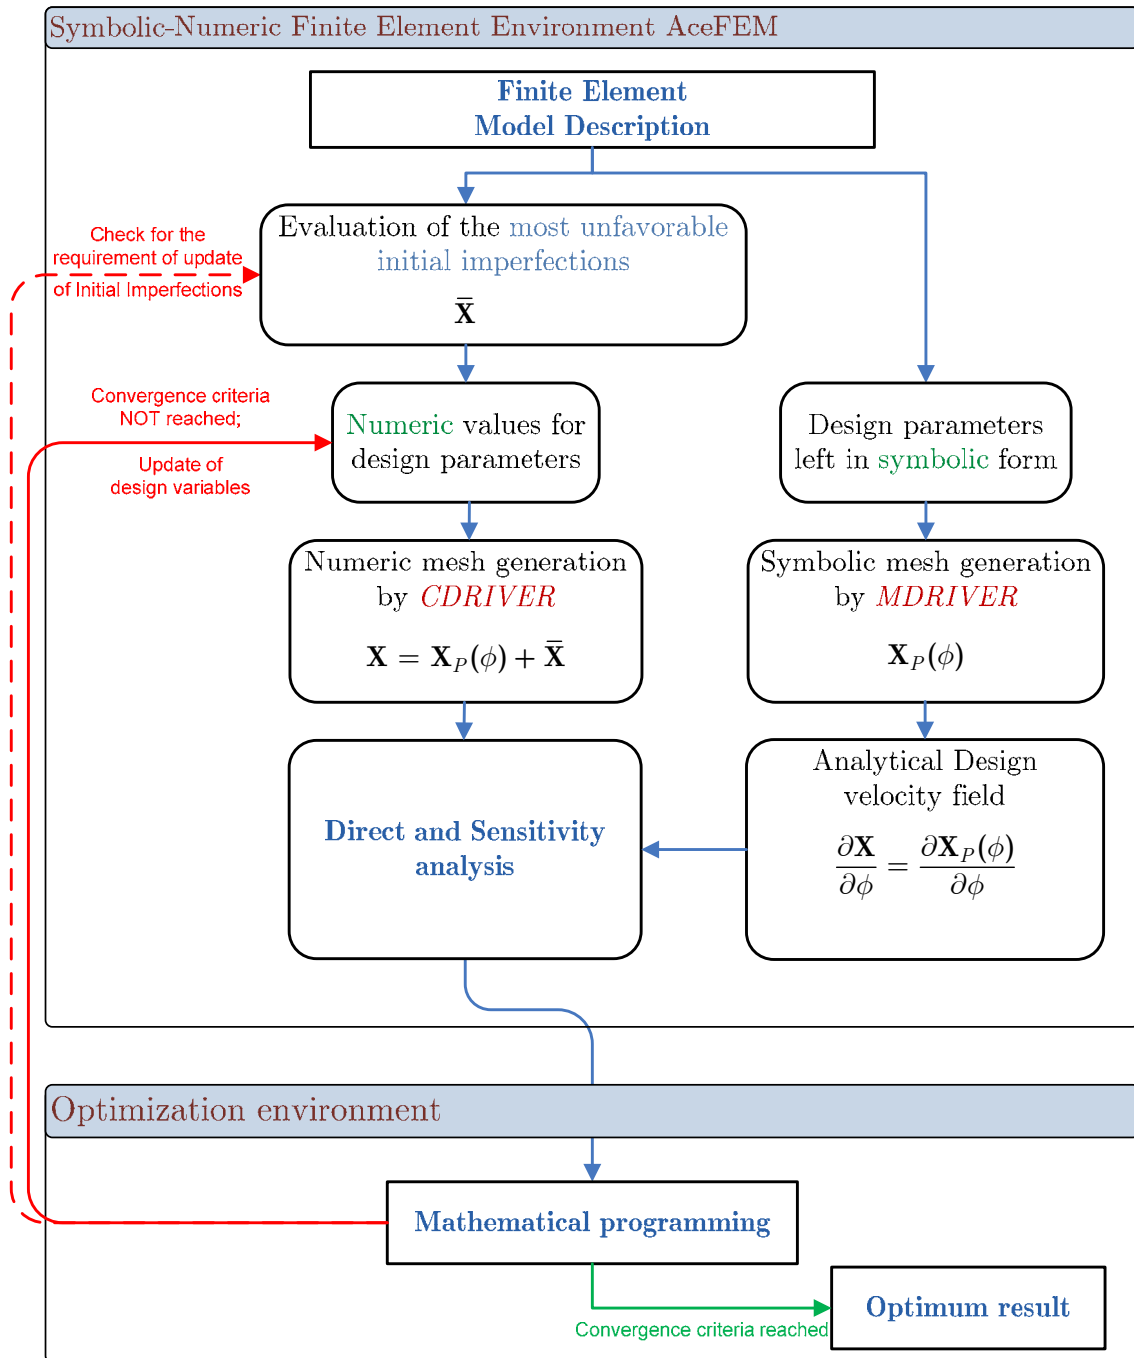 Symbolic-Numeric Finite Element Environment AceFEM
Finite Element
Model Description
Evaluation of the most unfavorable
initial imperfections
X̄
Check for the
requirement of update
of Initial Imperfections
Convergence criteria
NOT reached;
Update of
design variables
Numeric values for
design parameters
Design parameters
left in symbolic form
Numeric mesh generation
by CDRIVER
X = X_P(ϕ) + X̄
Symbolic mesh generation
by MDRIVER
X_P(ϕ)
Direct and Sensitivity
analysis
Analytical Design
velocity field
∂X/∂ϕ = ∂X_P(ϕ)/∂ϕ
Optimization environment
Mathematical programming
Optimum result
Convergence criteria reached